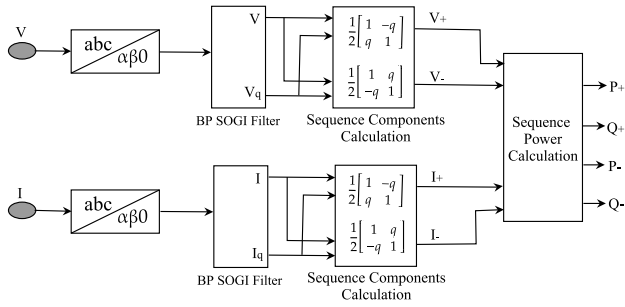 V
abc
αβ0
V
Vq
BP SOGI Filter
1/2 [1 -q
q 1]
1/2 [1 q
-q 1]
Sequence Components
Calculation
V+
V-
Sequence
Power
Calculation
P+
Q+
P-
Q-
I
abc
αβ0
I
Iq
BP SOGI Filter
1/2 [1 -q
q 1]
1/2 [1 q
-q 1]
Sequence Components
Calculation
I+
I-